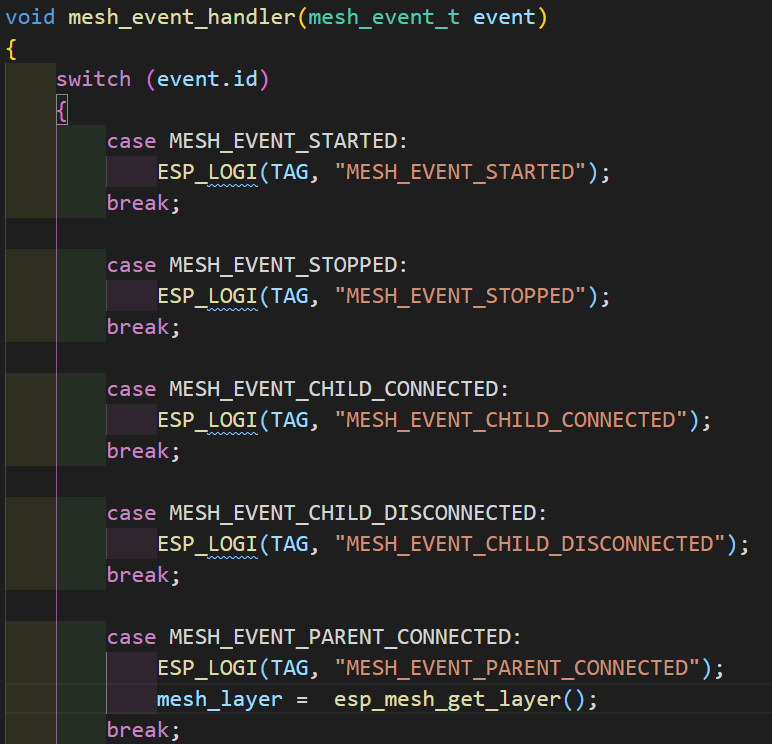 void mesh_event_handler(mesh_event_t event)
{
    switch (event.id)
    {
        case MESH_EVENT_STARTED:
            ESP_LOGI(TAG, "MESH_EVENT_STARTED");
        break;

        case MESH_EVENT_STOPPED:
            ESP_LOGI(TAG, "MESH_EVENT_STOPPED");
        break;

        case MESH_EVENT_CHILD_CONNECTED:
            ESP_LOGI(TAG, "MESH_EVENT_CHILD_CONNECTED");
        break;

        case MESH_EVENT_CHILD_DISCONNECTED:
            ESP_LOGI(TAG, "MESH_EVENT_CHILD_DISCONNECTED");
        break;

        case MESH_EVENT_PARENT_CONNECTED:
            ESP_LOGI(TAG, "MESH_EVENT_PARENT_CONNECTED");
            mesh_layer =  esp_mesh_get_layer();
        break;